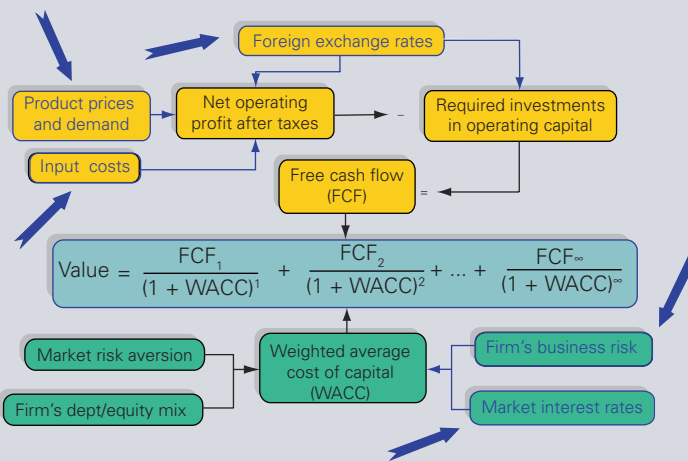 Foreign exchange rates
Product prices
and demand
Net operating
profit after taxes
–
Required investments
in operating capital
Input costs
Free cash flow
(FCF)
=
Value = FCF₁ / (1 + WACC)¹ + FCF₂ / (1 + WACC)² + ... + FCF∞ / (1 + WACC)∞
Market risk aversion
Firm's dept/equity mix
Weighted average
cost of capital
(WACC)
Firm's business risk
Market interest rates